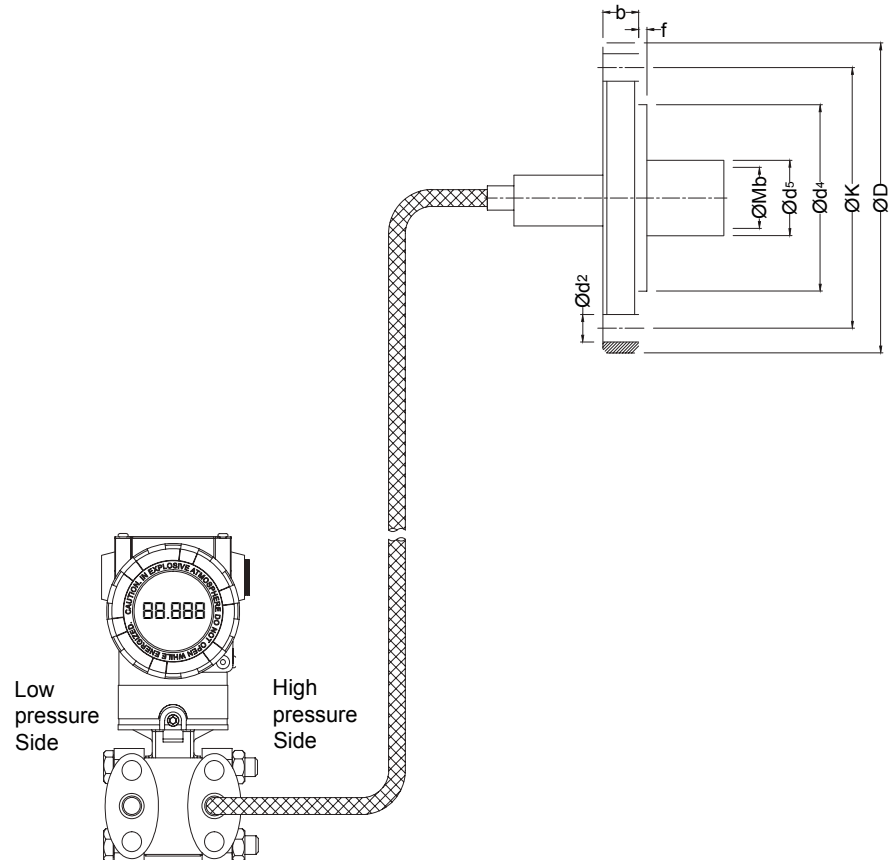 b
f
ØMb
Ød5
Ød4
ØK
ØD
Ød2
CAUTION. IN EXPLOSIVE ATMOSPHERE DO NOT OPEN WHILE ENERGIZED.
88.888
Low
pressure
Side
High
pressure
Side